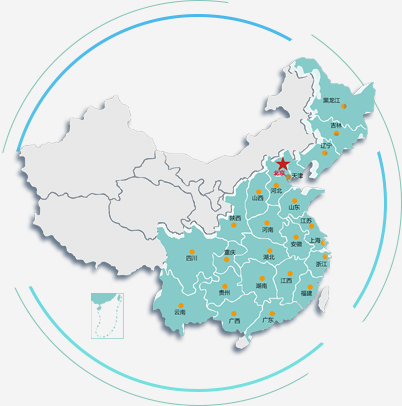 黑龙江
吉林
辽宁
北京
天津
河北
山西
山东
陕西
河南
江苏
安徽
上海
四川
重庆
湖北
浙江
贵州
湖南
江西
福建
云南
广西
广东